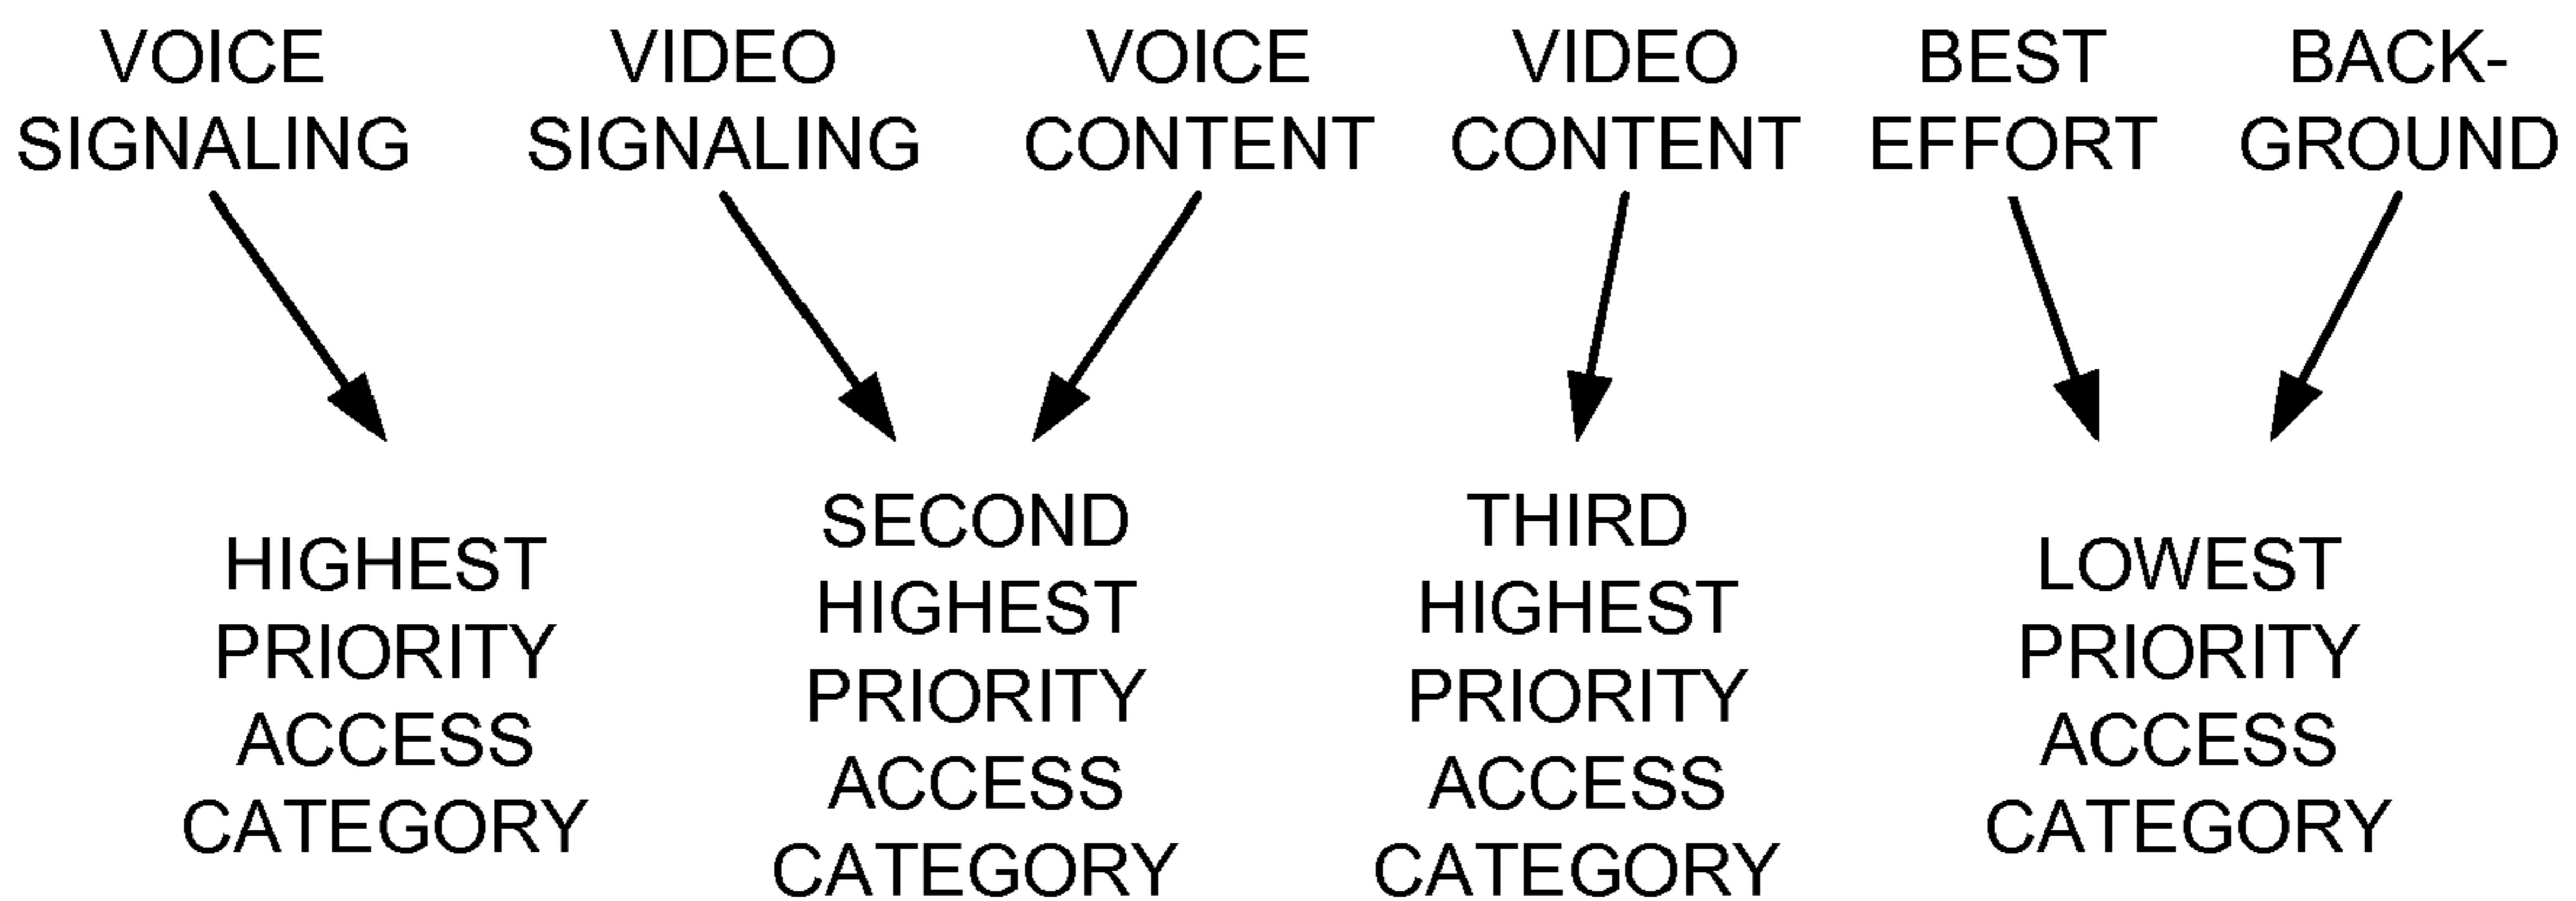 VOICE
SIGNALING
VIDEO
SIGNALING
VOICE
CONTENT
VIDEO
CONTENT
BEST
EFFORT
BACK-
GROUND
HIGHEST
PRIORITY
ACCESS
CATEGORY
SECOND
HIGHEST
PRIORITY
ACCESS
CATEGORY
THIRD
HIGHEST
PRIORITY
ACCESS
CATEGORY
LOWEST
PRIORITY
ACCESS
CATEGORY